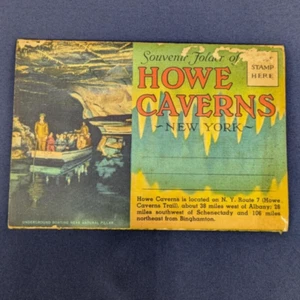 Souvenir Folder of
STAMP
HERE
HOWE
CAVERNS
~NEW YORK~
Howe Caverns is located on N. Y. Route 7 (Howe
Caverns Trail), about 38 miles west of Albany; 26
miles southwest of Schenectady and 106 miles
northeast from Binghamton.